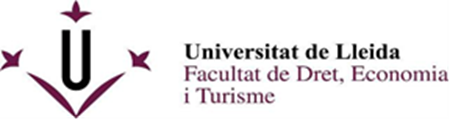 U
Universitat de Lleida
Facultat de Dret, Economia
i Turisme